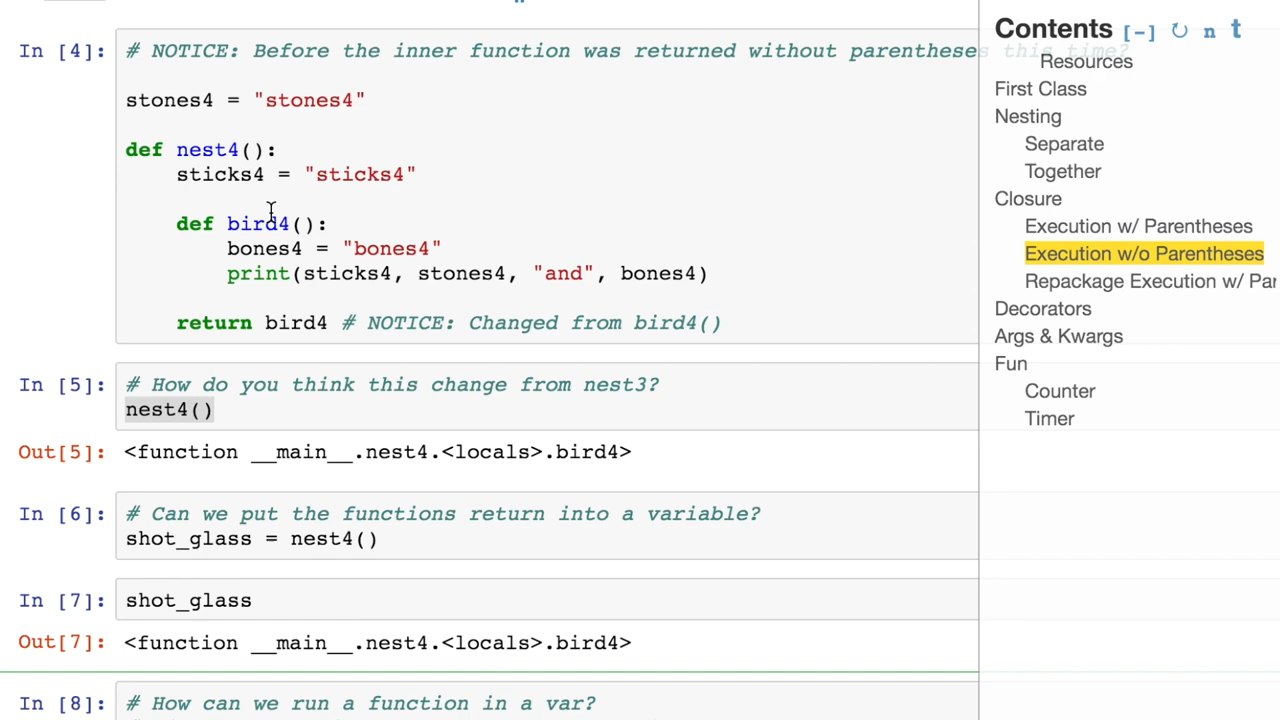 In [4]:
# NOTICE: Before the inner function was returned without parentheses this time?
stones4 = "stones4"
def nest4():
    sticks4 = "sticks4"
    def bird4():
        bones4 = "bones4"
        print(sticks4, stones4, "and", bones4)
    return bird4 # NOTICE: Changed from bird4()
In [5]:
# How do you think this change from nest3?
nest4()
Out[5]:
<function __main__.nest4.<locals>.bird4>
In [6]:
# Can we put the functions return into a variable?
shot_glass = nest4()
In [7]:
shot_glass
Out[7]:
<function __main__.nest4.<locals>.bird4>
In [8]:
# How can we run a function in a var?
Contents [-] ↻ n t
Resources
First Class
Nesting
Separate
Together
Closure
Execution w/ Parentheses
Execution w/o Parentheses
Repackage Execution w/ Par
Decorators
Args & Kwargs
Fun
Counter
Timer